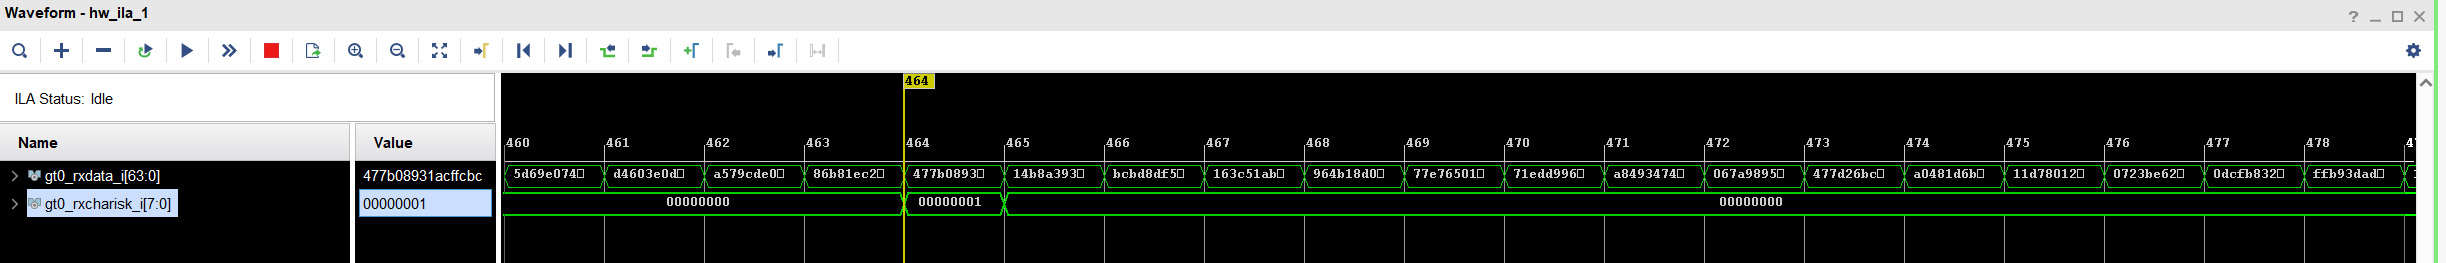 Waveform - hw_ila_1
? _ □ ×
ILA Status: Idle
464
Name Value
460 461 462 463 464 465 466 467 468 469 470 471 472 473 474 475 476 477 478
gt0_rxdata_i[63:0] 477b08931acffcbc 5d69e074□ d4603e0d□ a579cde0□ 86b81ec2□ 477b0893□ 14b8a393□ bcbd8df5□ 163c51ab□ 964b18d0□ 77e76501□ 71edd996□ a8493474□ 067a9895□ 477d26bc□ a0481d6b□ 11d78012□ 0723be62□ 0dcfb832□ ffb93dad□
gt0_rxcharisk_i[7:0] 00000001 00000000 00000001 00000000